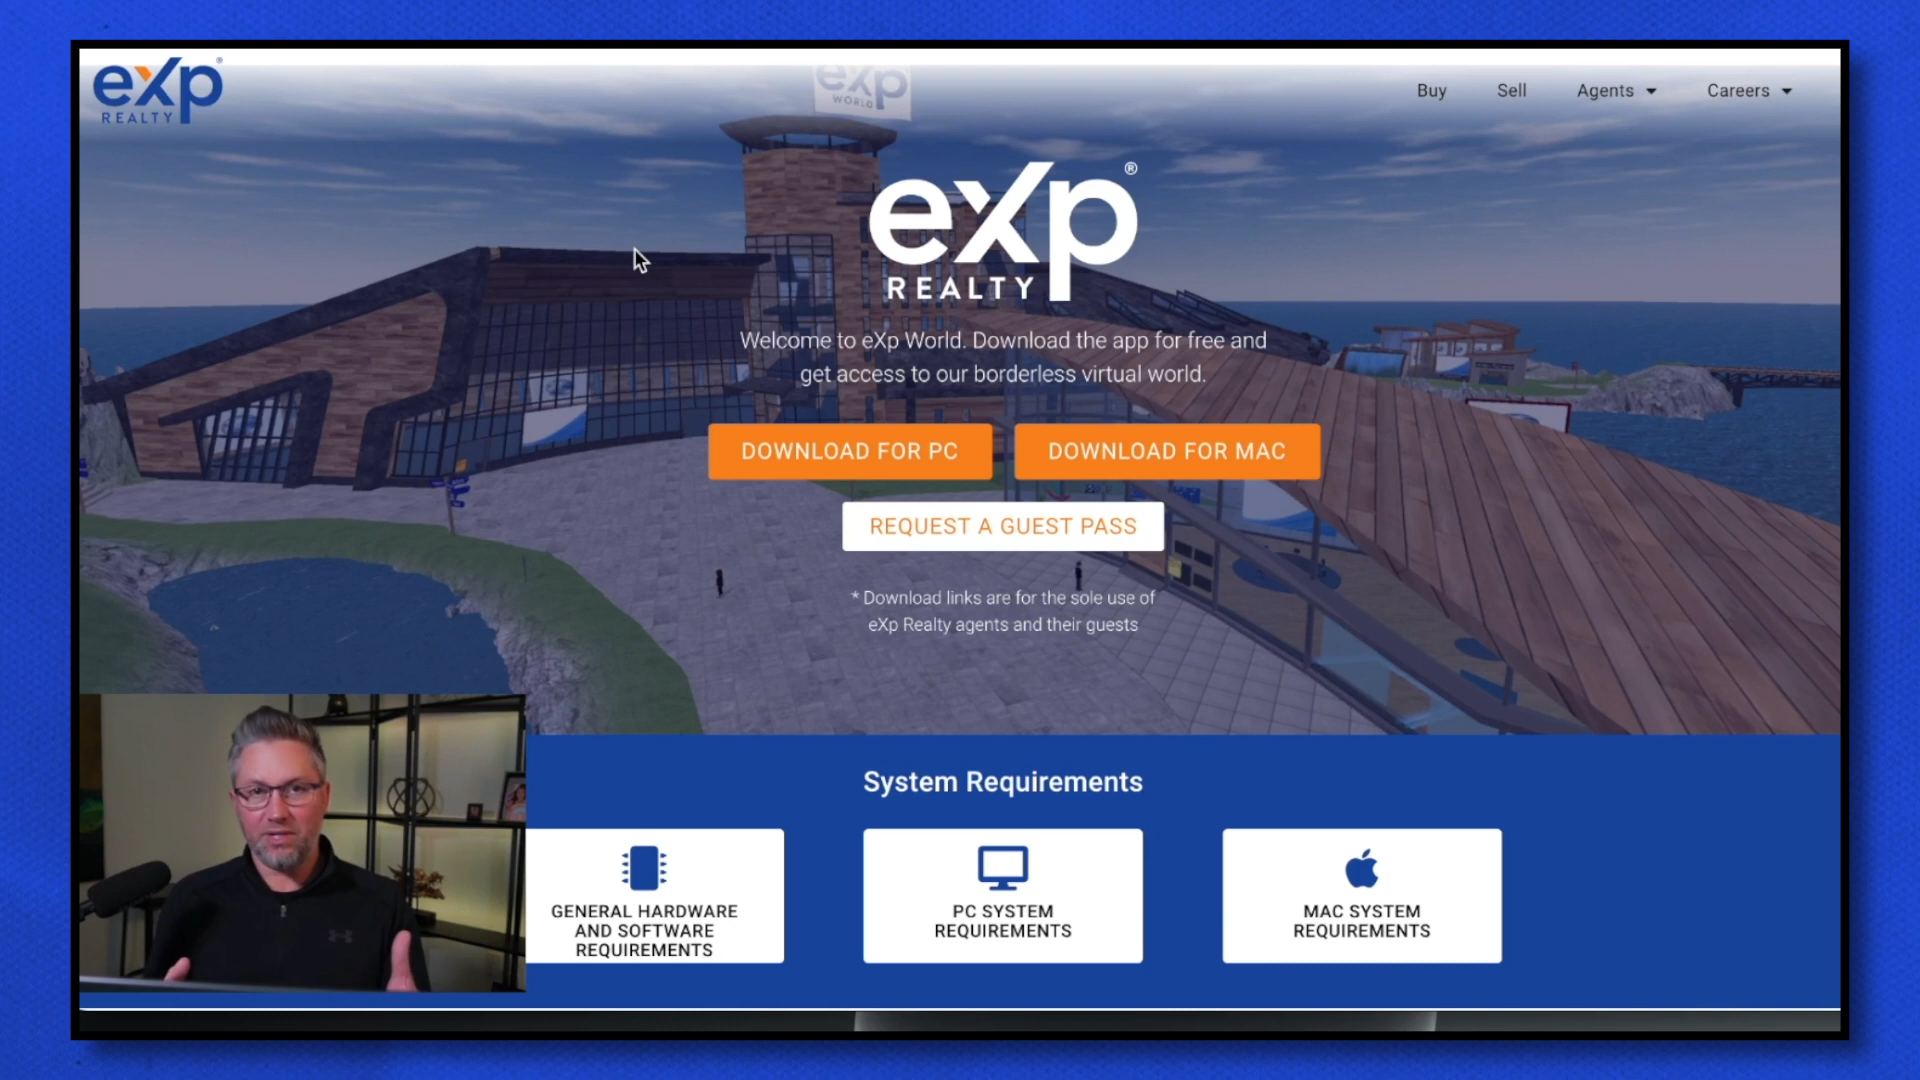 eXp
REALTY
Buy
Sell
Agents
Careers
eXp
WORLD
eXp®
REALTY
Welcome to eXp World. Download the app for free and
get access to our borderless virtual world.
DOWNLOAD FOR PC
DOWNLOAD FOR MAC
REQUEST A GUEST PASS
* Download links are for the sole use of
eXp Realty agents and their guests
System Requirements
GENERAL HARDWARE
AND SOFTWARE
REQUIREMENTS
PC SYSTEM
REQUIREMENTS
MAC SYSTEM
REQUIREMENTS